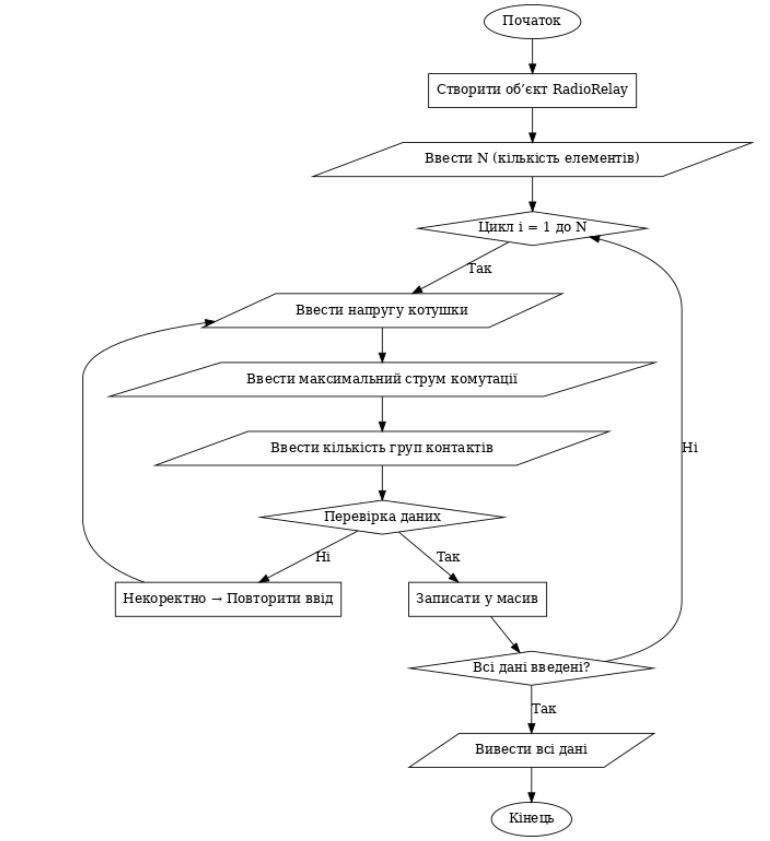 Початок
Створити об’єкт RadioRelay
Ввести N (кількість елементів)
Цикл i = 1 до N
Так
Ввести напругу котушки
Ввести максимальний струм комутації
Ввести кількість груп контактів
Ні
Перевірка даних
Ні
Так
Некоректно → Повторити ввід
Записати у масив
Всі дані введені?
Так
Вивести всі дані
Кінець